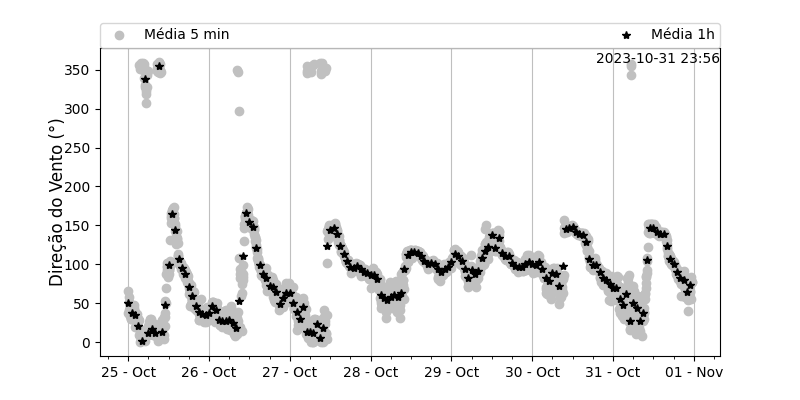 Média 5 min
Média 1h
2023-10-31 23:56
Direção do Vento (°)
350
300
250
200
150
100
50
0
25 - Oct
26 - Oct
27 - Oct
28 - Oct
29 - Oct
30 - Oct
31 - Oct
01 - Nov